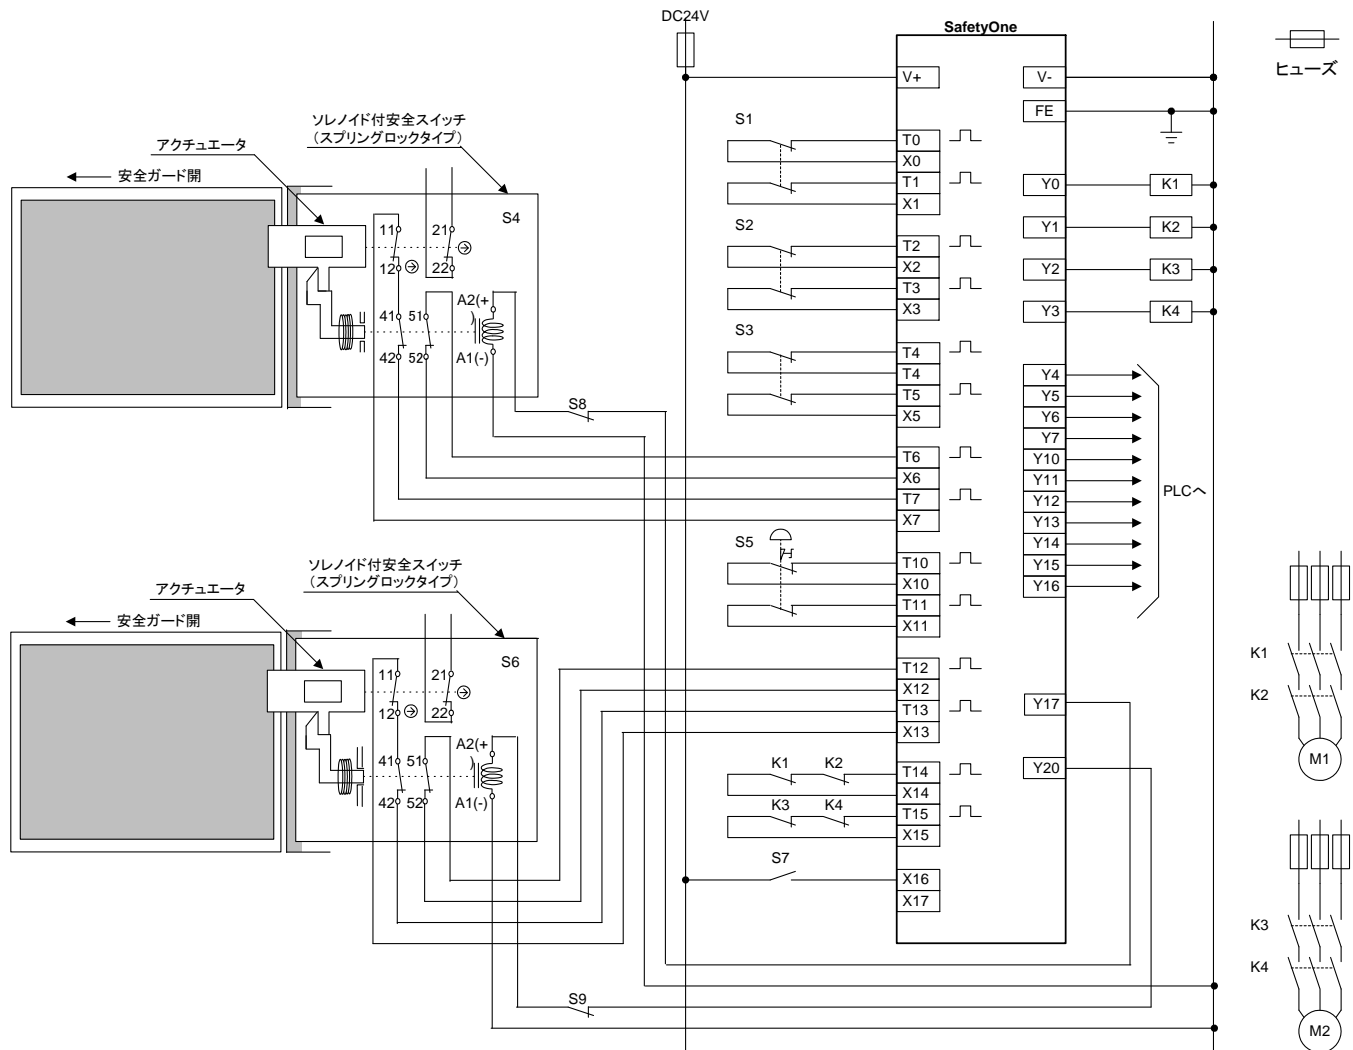 DC24V
SafetyOne
ヒューズ
V+
V-
FE
S1
T0
X0
T1
X1
Y0
K1
Y1
K2
Y2
K3
Y3
K4
S2
T2
X2
T3
X3
S3
T4
T4
T5
X5
Y4
Y5
Y6
Y7
Y10
Y11
Y12
Y13
Y14
Y15
Y16
PLCへ
ソレノイド付安全スイッチ
(スプリングロックタイプ)
アクチュエータ
安全ガード開
S4
11
21
12
22
41
51
A2(+
)
42
52
A1(-)
S8
T6
X6
T7
X7
S5
T10
X10
T11
X11
ソレノイド付安全スイッチ
(スプリングロックタイプ)
アクチュエータ
安全ガード開
S6
11
21
12
22
41
51
A2(+
)
42
52
A1(-)
T12
X12
T13
X13
Y17
Y20
K1
K2
T14
X14
K3
K4
T15
X15
S7
X16
X17
S9
K1
K2
M1
K3
K4
M2